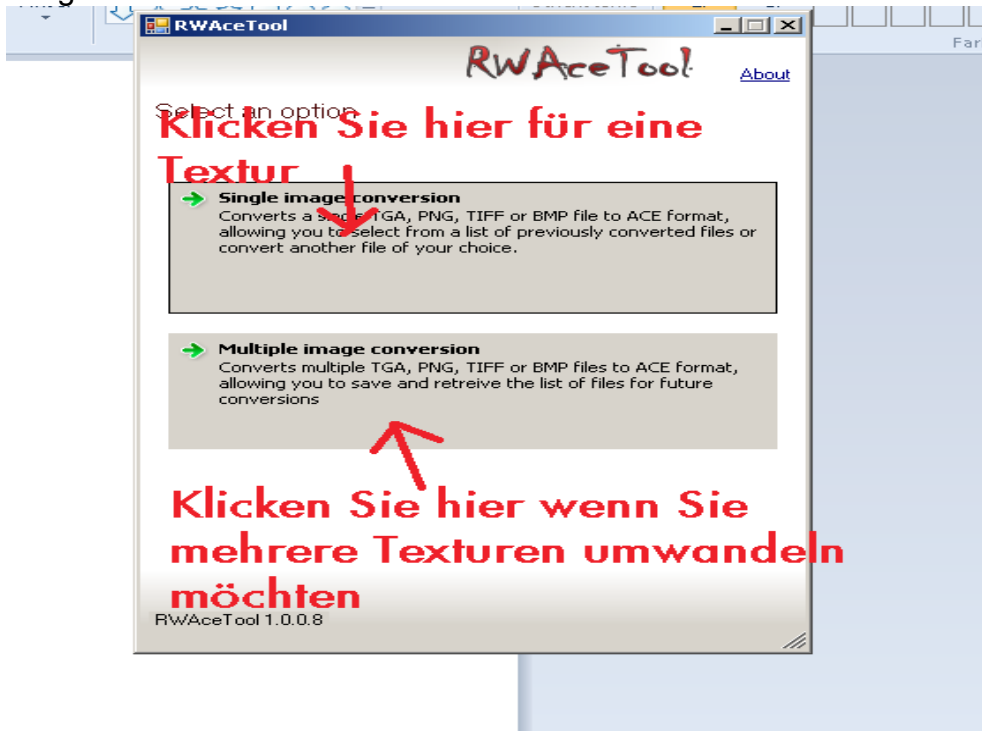 RWAceTool
RWAceTool
About
Select an option
Klicken Sie hier für eine
Textur
Single image conversion
Converts a single TGA, PNG, TIFF or BMP file to ACE format,
allowing you to select from a list of previously converted files or
convert another file of your choice.
Multiple image conversion
Converts multiple TGA, PNG, TIFF or BMP files to ACE format,
allowing you to save and retreive the list of files for future
conversions
Klicken Sie hier wenn Sie
mehrere Texturen umwandeln
möchten
RWAceTool 1.0.0.8
Far